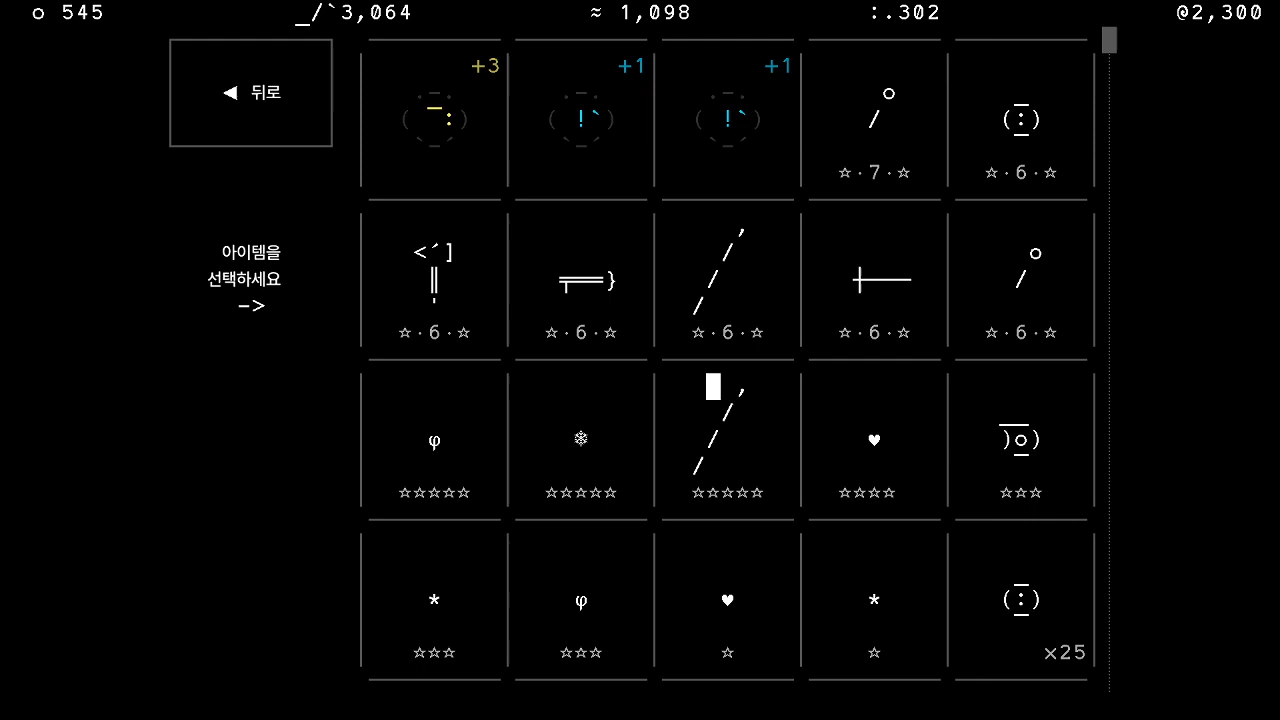 o 545 _/`3,064 ≈ 1,098 :.302 @2,300
◀ 뒤로
+3 +1 +1
☆·7·☆ ☆·6·☆
아이템을
선택하세요
->
☆·6·☆ ☆·6·☆ ☆·6·☆ ☆·6·☆ ☆·6·☆
☆☆☆☆☆ ☆☆☆☆☆ ☆☆☆☆☆ ☆☆☆☆ ☆☆☆
☆☆☆ ☆☆☆ ☆ ☆ ×25